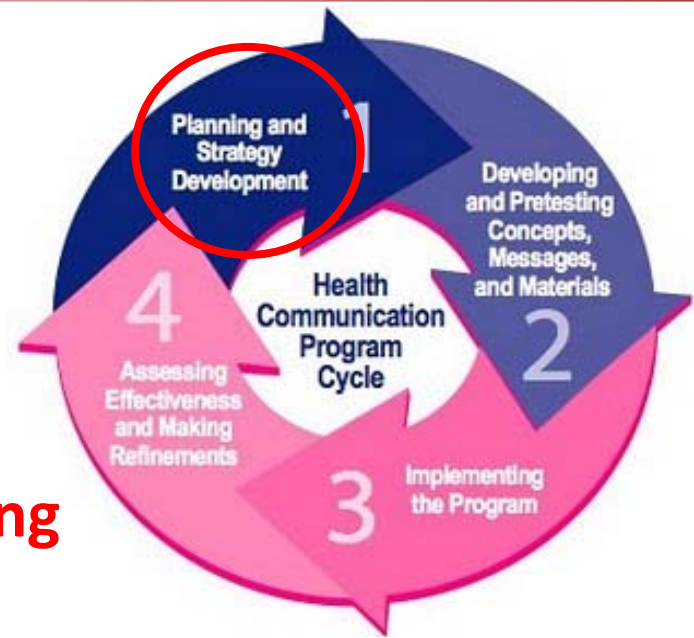 Planning and
Strategy
Development
1
Developing
and Pretesting
Concepts,
Messages,
and Materials
2
Health
Communication
Program
Cycle
4
Assessing
Effectiveness
and Making
Refinements
3
Implementing
the Program
ng